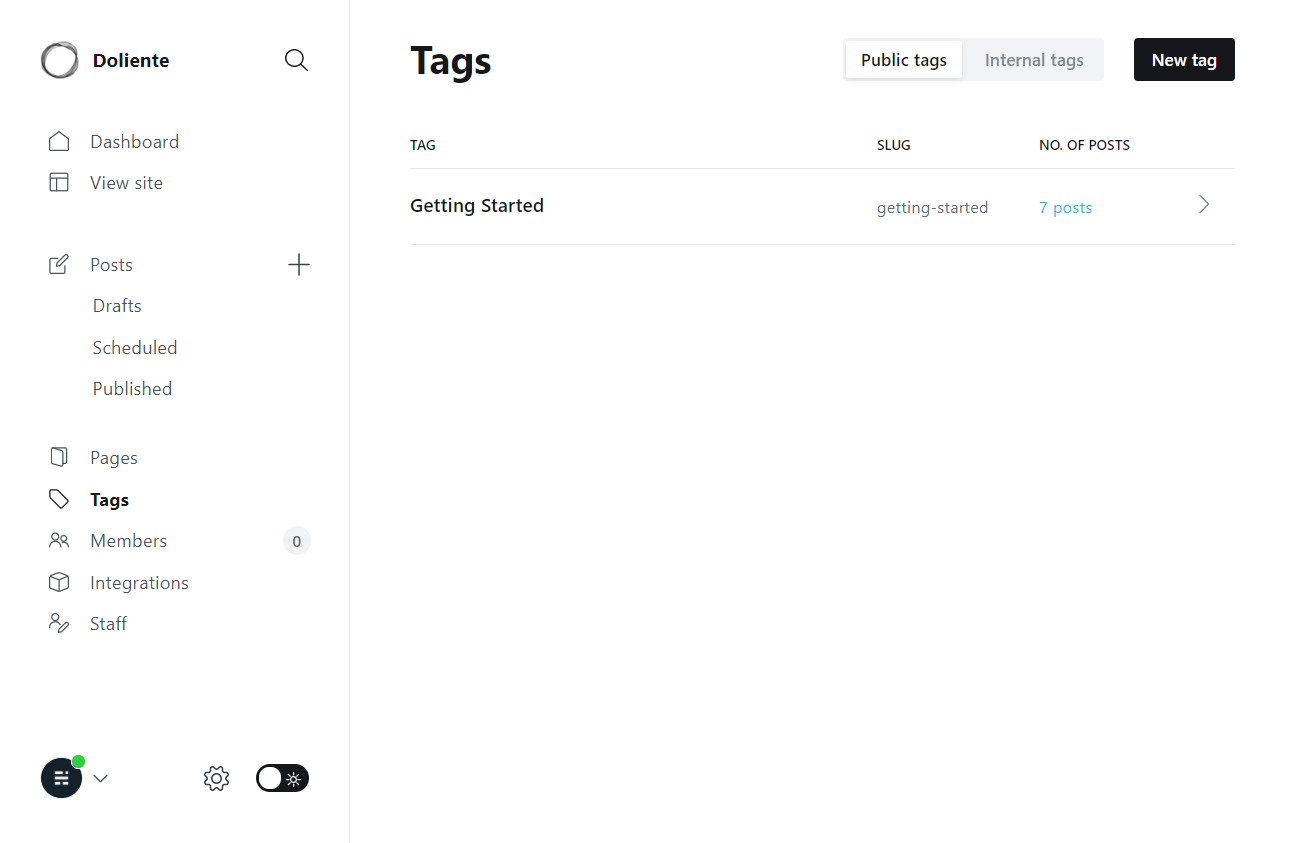 Doliente
Dashboard
View site
Posts
Drafts
Scheduled
Published
Pages
Tags
Members 0
Integrations
Staff
Tags
Public tags Internal tags New tag
TAG SLUG NO. OF POSTS
Getting Started getting-started 7 posts